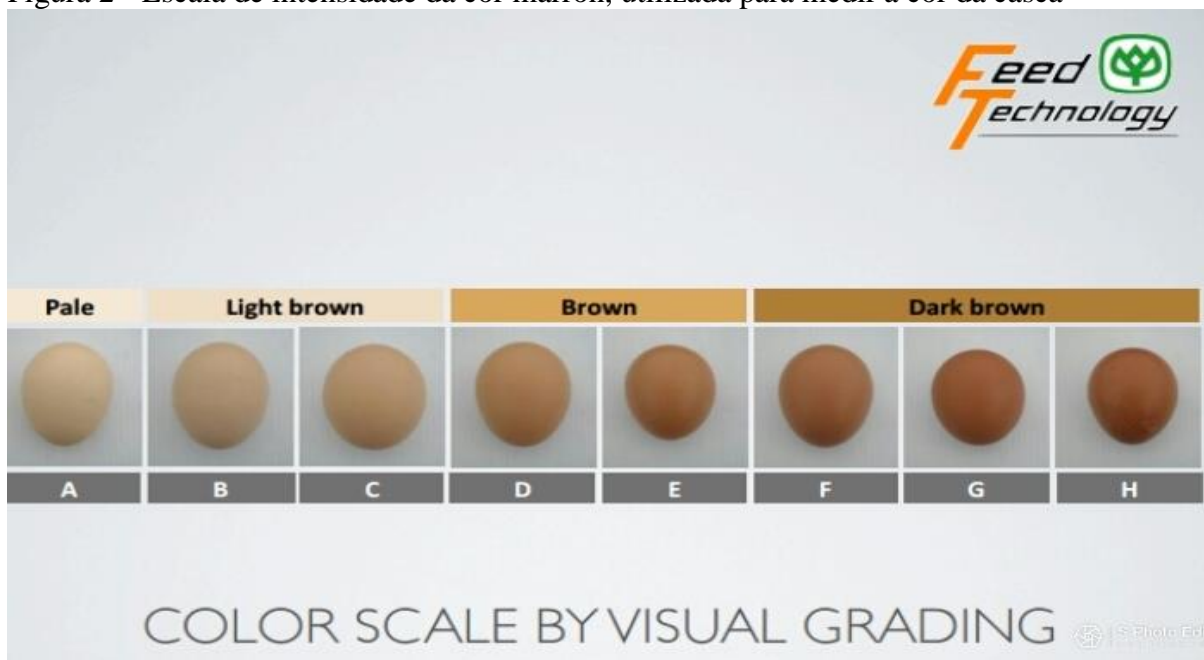 Figura 2 - Escala de intensidade da cor marrom, utilizada para medir a cor da casca
Feed
Technology
Pale Light brown Brown Dark brown
A B C D E F G H
COLOR SCALE BY VISUAL GRADING